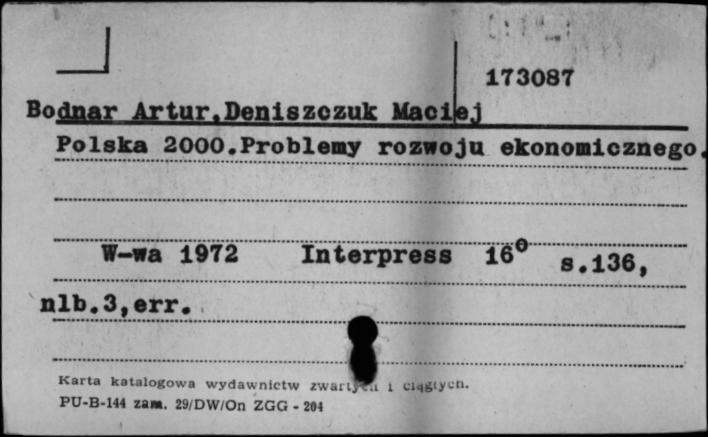 173087
Bodnar Artur.Deniszczuk Maciej
Polska 2000.Problemy rozwoju ekonomicznego.
W-wa 1972 Interpress 16° s.136,
nlb.3,err.
Karta katalogowa wydawnictw zwartych i ciągłych.
PU-B-144 zam. 29/DW/On ZGG - 204